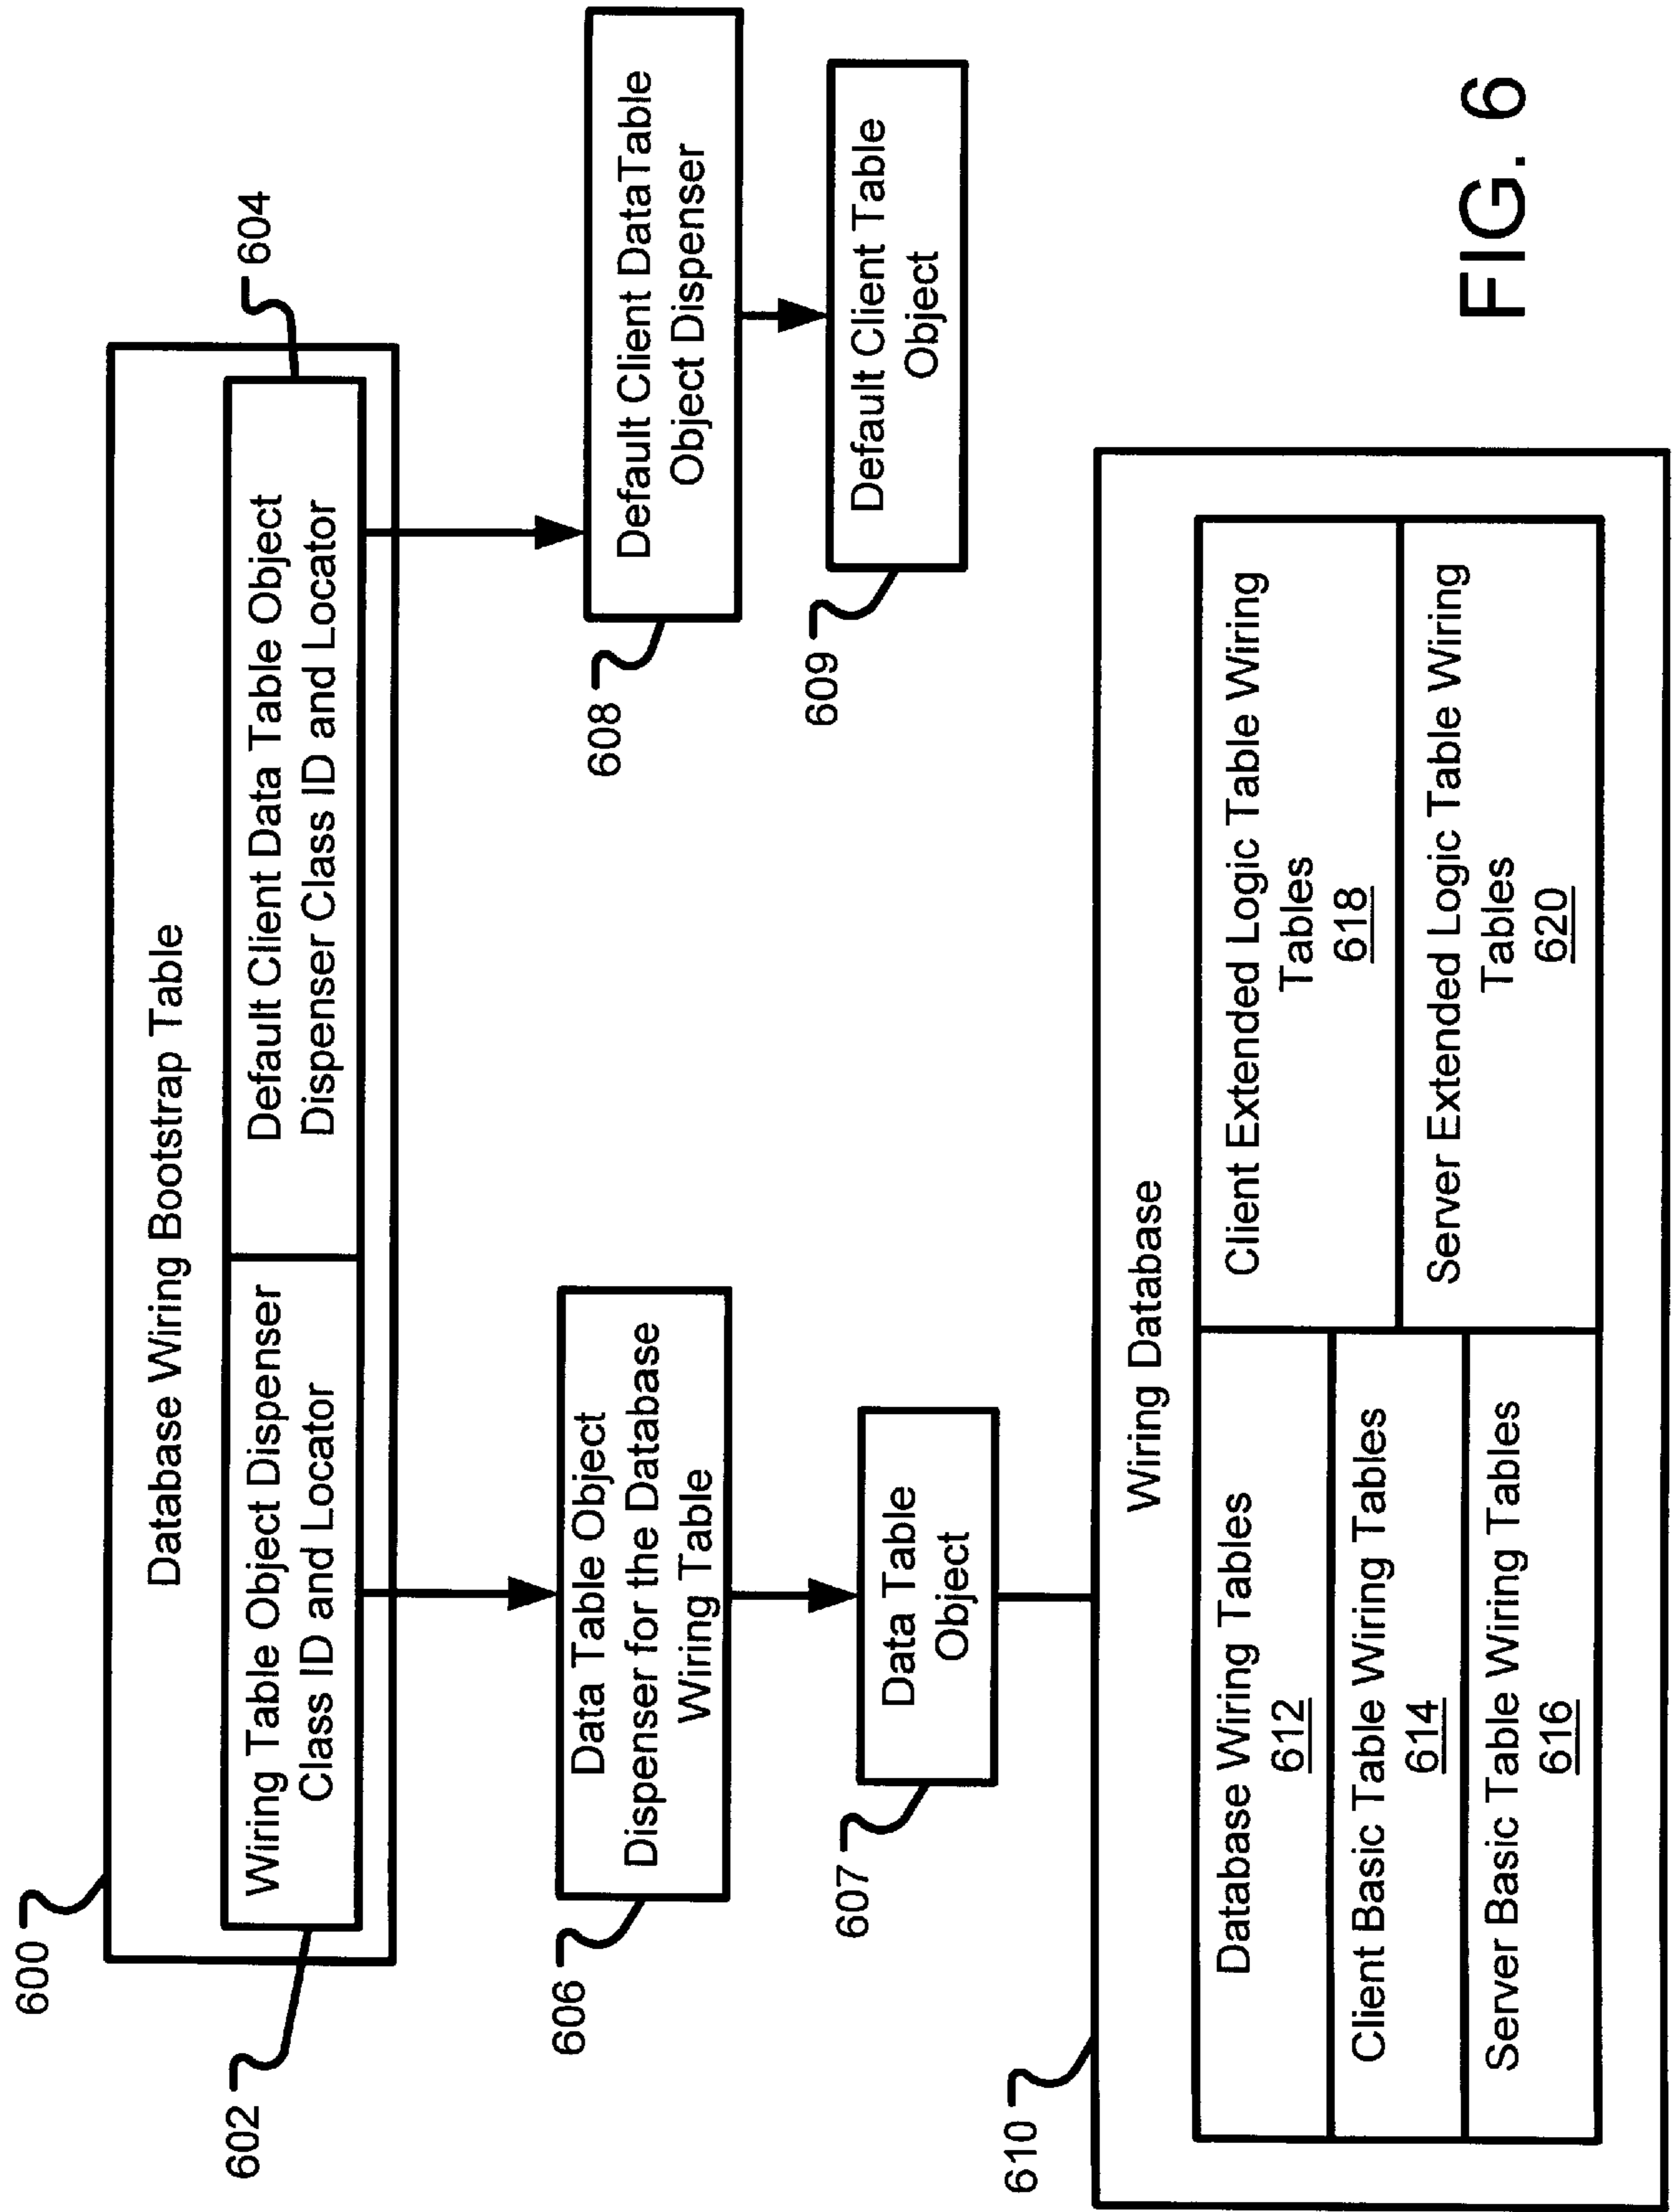 600
Database Wiring Bootstrap Table
602
Wiring Table Object Dispenser
Class ID and Locator
Default Client Data Table Object
Dispenser Class ID and Locator
604
606
Data Table Object
Dispenser for the Database
Wiring Table
608
Default Client DataTable
Object Dispenser
607
Data Table
Object
609
Default Client Table
Object
610
Wiring Database
Database Wiring Tables
612
Client Basic Table Wiring Tables
614
Server Basic Table Wiring Tables
616
Client Extended Logic Table Wiring
Tables
618
Server Extended Logic Table Wiring
Tables
620
FIG. 6